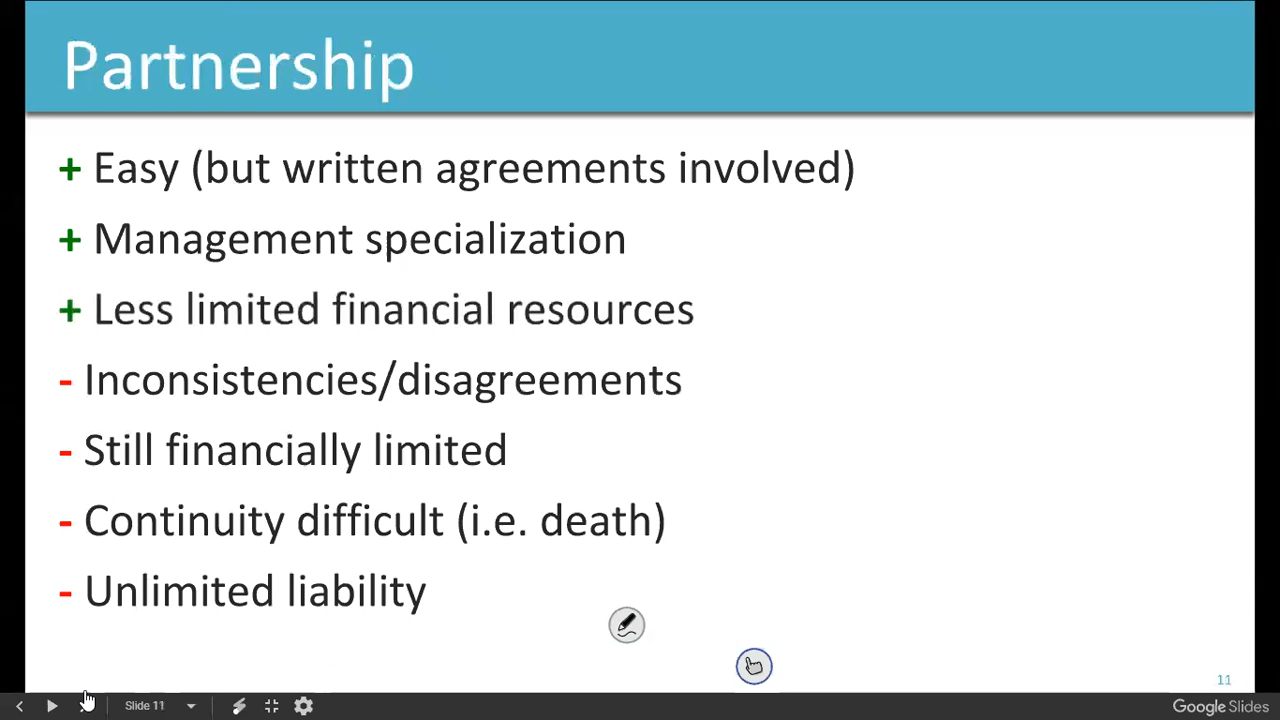 Partnership
+ Easy (but written agreements involved)
+ Management specialization
+ Less limited financial resources
- Inconsistencies/disagreements
- Still financially limited
- Continuity difficult (i.e. death)
- Unlimited liability
11
Slide 11
Google Slides